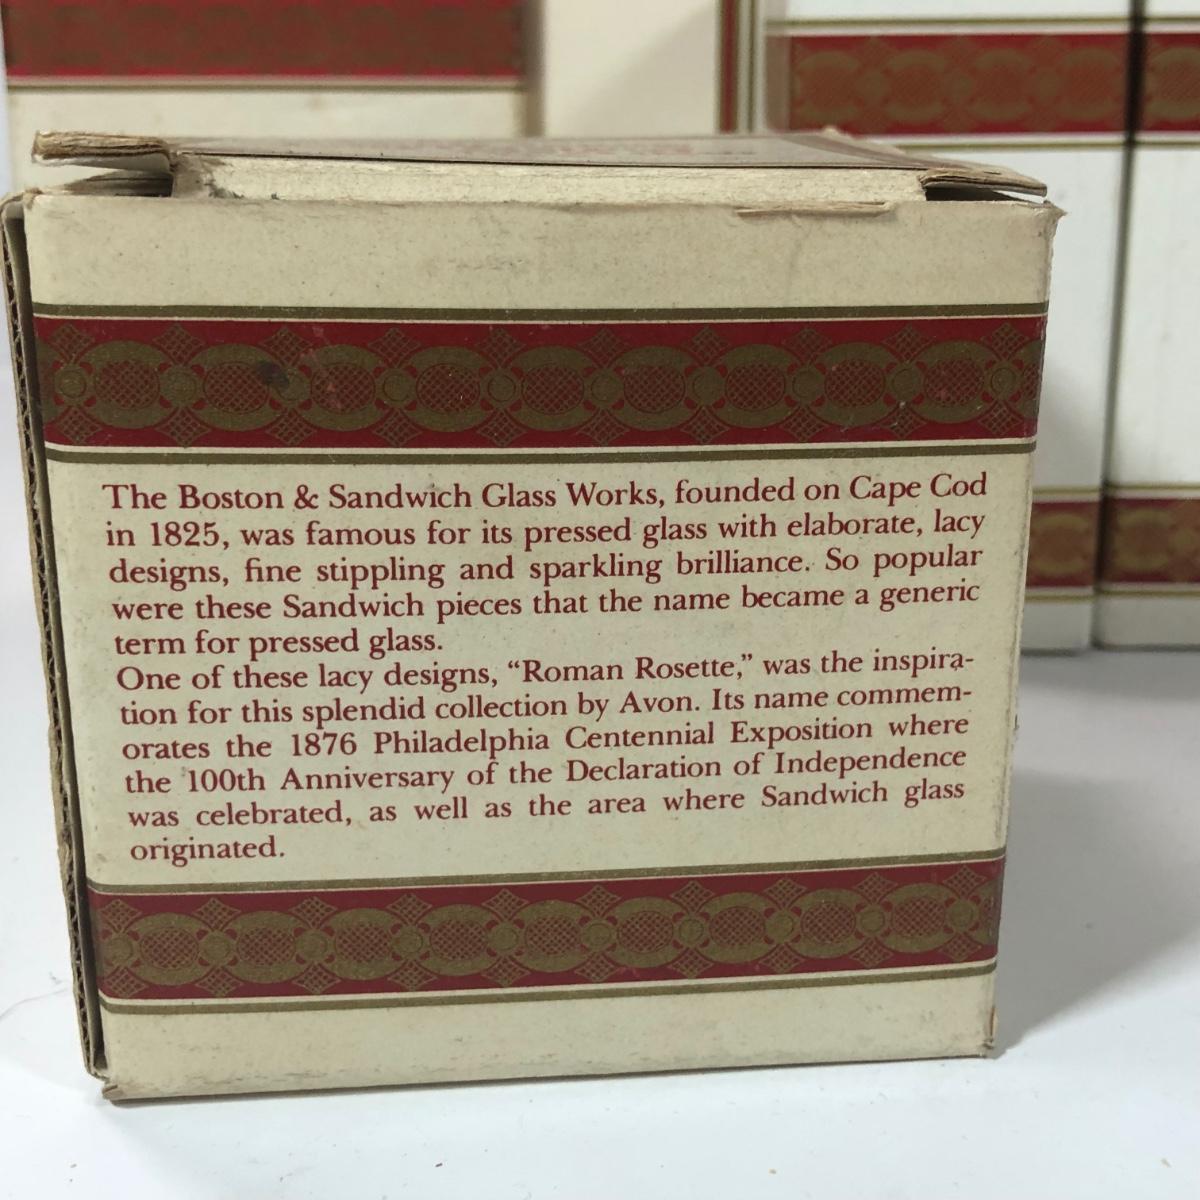 The Boston & Sandwich Glass Works, founded on Cape Cod
in 1825, was famous for its pressed glass with elaborate, lacy
designs, fine stippling and sparkling brilliance. So popular
were these Sandwich pieces that the name became a generic
term for pressed glass.
One of these lacy designs, “Roman Rosette,” was the inspira-
tion for this splendid collection by Avon. Its name commem-
orates the 1876 Philadelphia Centennial Exposition where
the 100th Anniversary of the Declaration of Independence
was celebrated, as well as the area where Sandwich glass
originated.